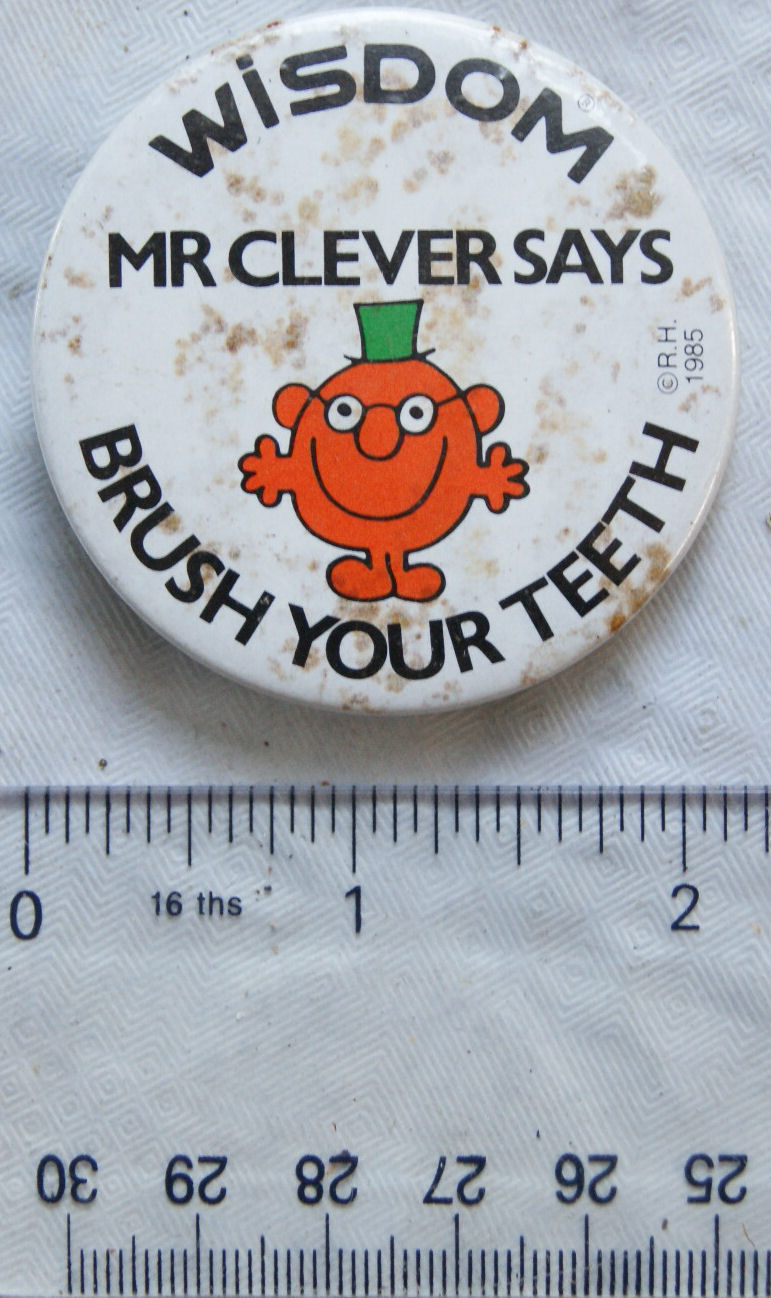 WiSDOM®
MR CLEVER SAYS
© R.H.
1985
BRUSH YOUR TEETH
0 16 ths " 1 2
30 29 28 27 26 25